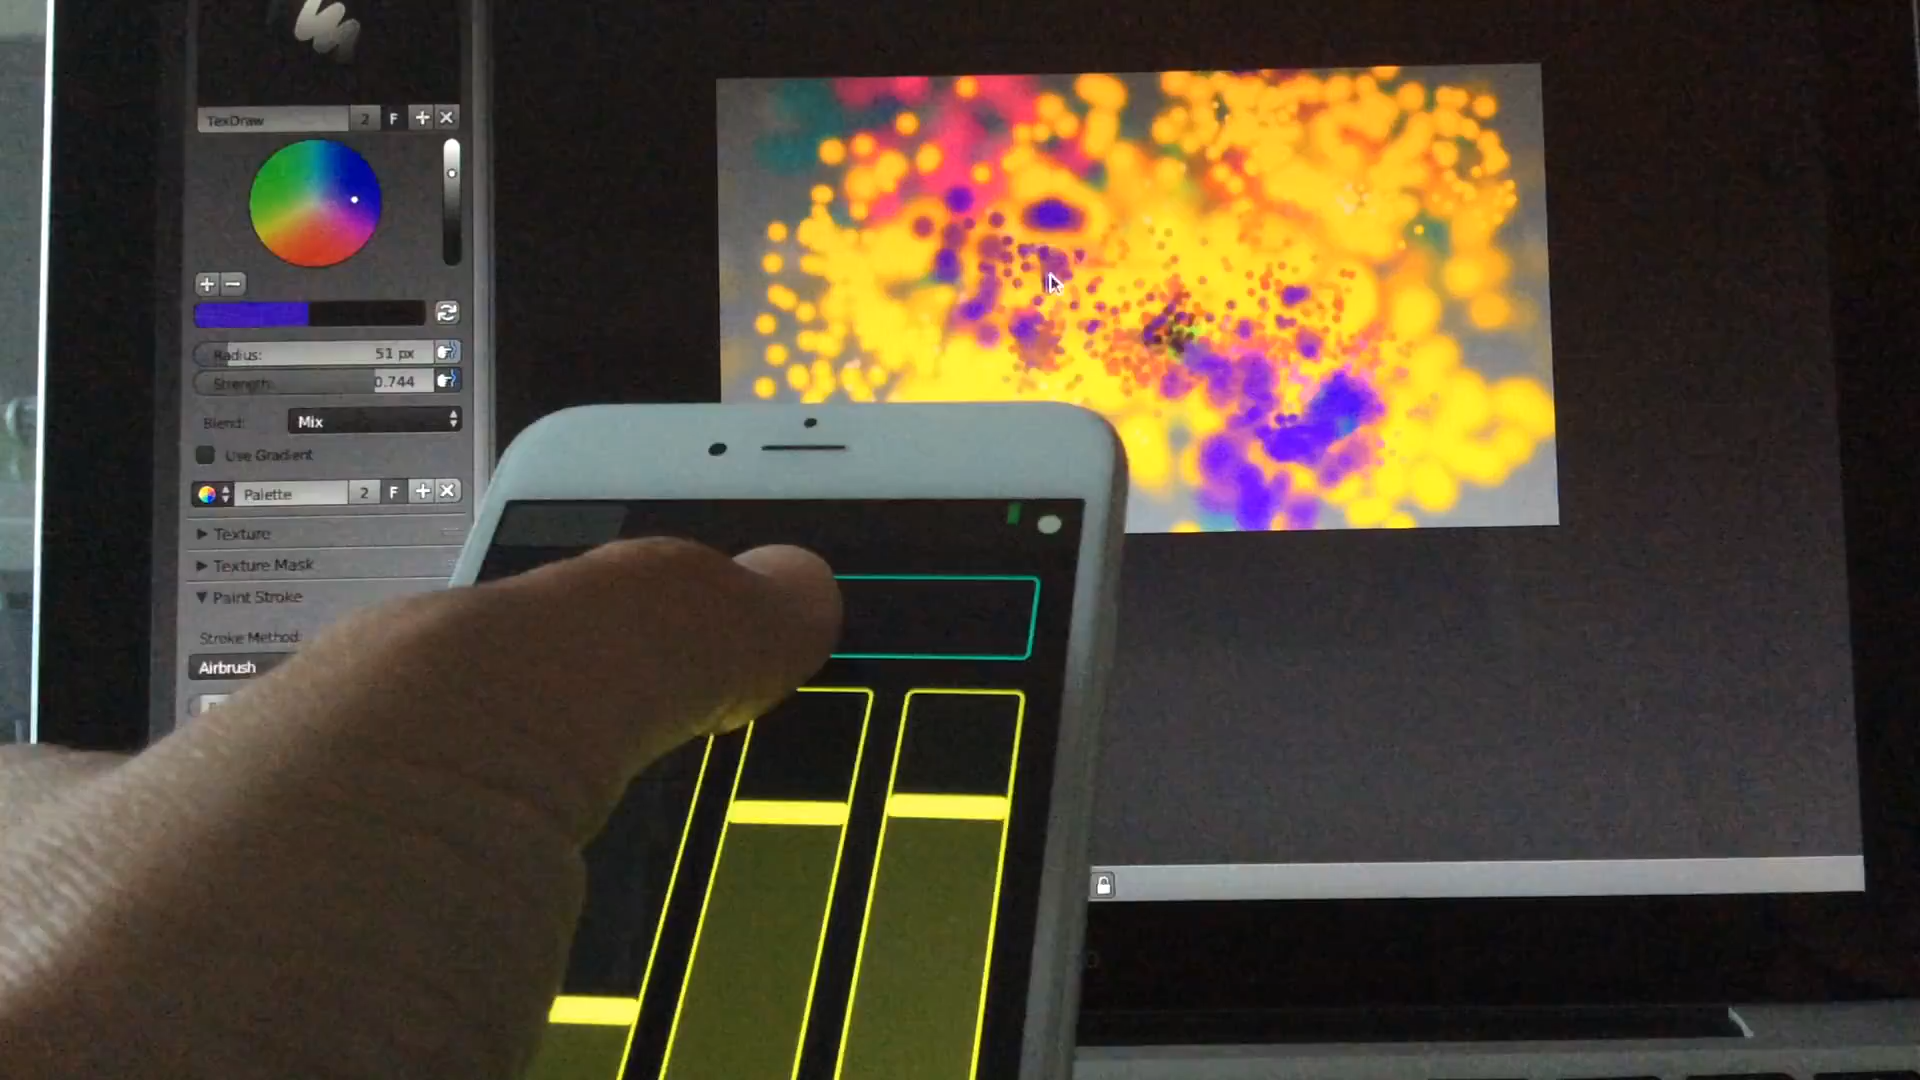 TexDraw 2 F
Radius: 51 px
Strength: 0.744
Blend: Mix
Use Gradient
Palette 2 F
Texture
Texture Mask
Paint Stroke
Stroke Method:
Airbrush